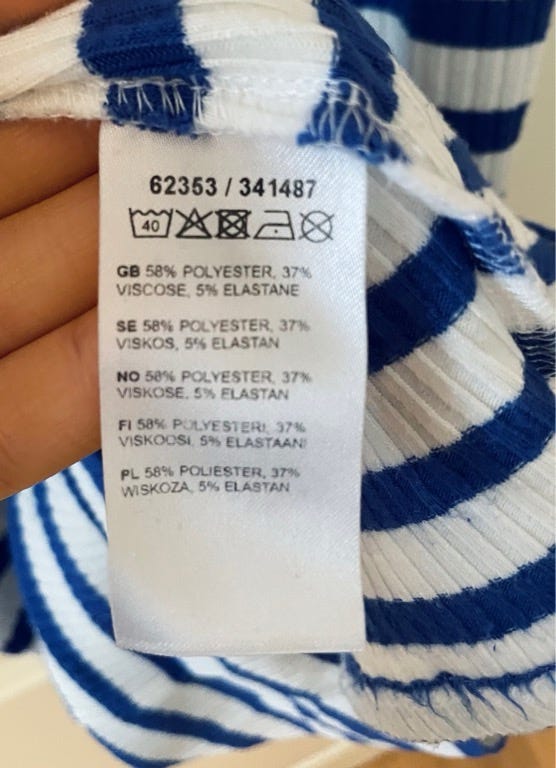 62353 / 341487
40
GB 58% POLYESTER, 37%
VISCOSE, 5% ELASTANE
SE 58% POLYESTER, 37%
VISKOS, 5% ELASTAN
NO 58% POLYESTER, 37%
VISKOSE, 5% ELASTAN
FI 58% POLYESTERI, 37%
VISKOOSI, 5% ELASTAANI
PL 58% POLIESTER, 37%
WISKOZA, 5% ELASTAN